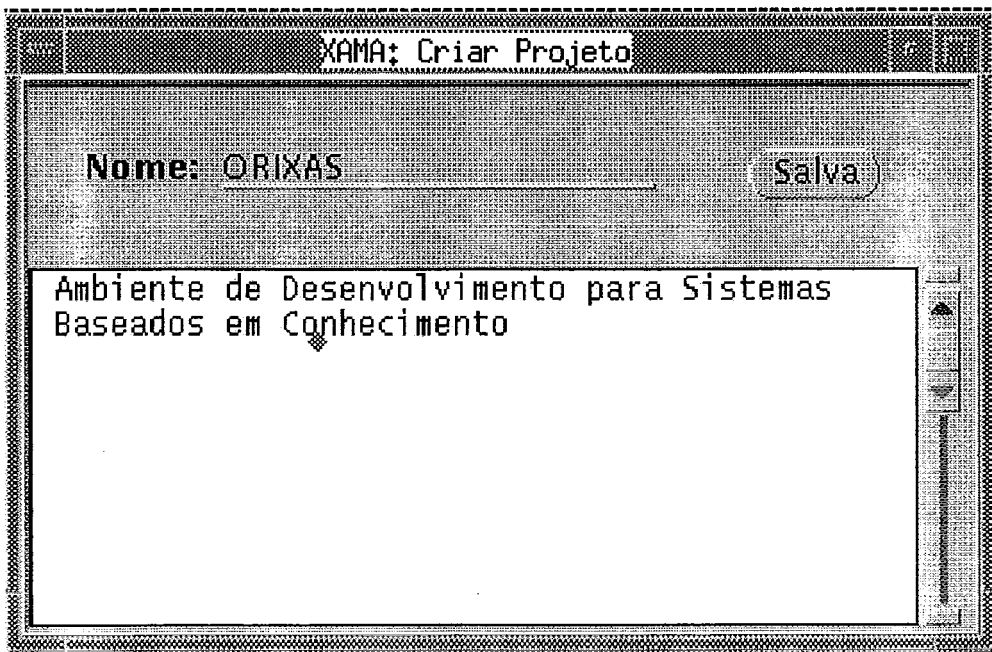 XAMA: Criar Projeto
Nome: ORIXAS Salva
Ambiente de Desenvolvimento para Sistemas
Baseados em Conhecimento